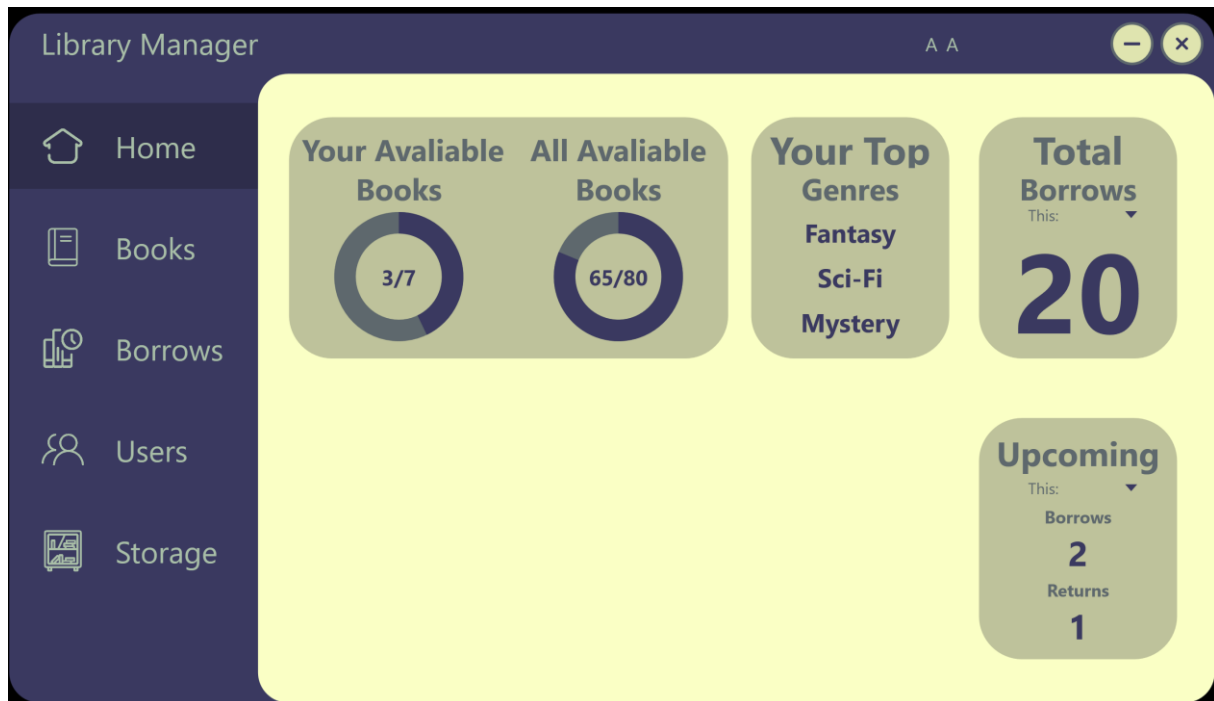 Library Manager
A A
Home
Books
Borrows
Users
Storage
Your Avaliable
Books
3/7
All Avaliable
Books
65/80
Your Top
Genres
Fantasy
Sci-Fi
Mystery
Total
Borrows
This:
20
Upcoming
This:
Borrows
2
Returns
1